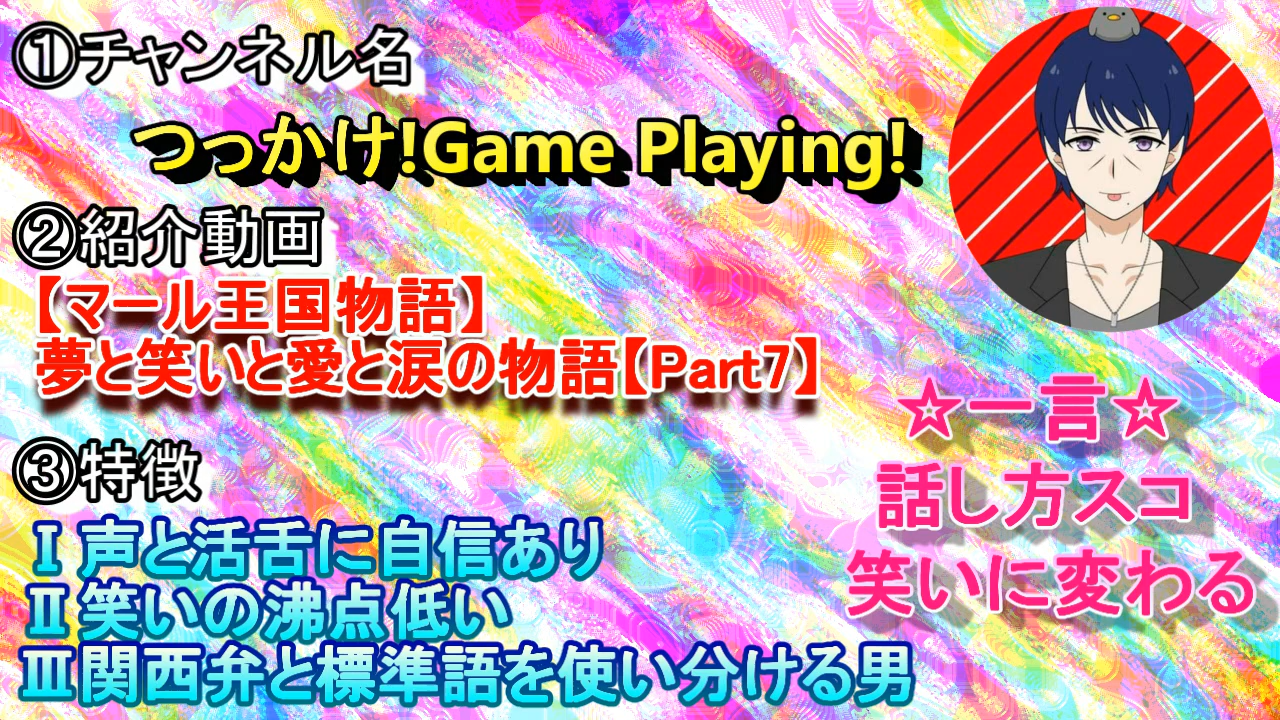 ①チャンネル名
つっかけ!Game Playing!
②紹介動画
【マール王国物語】
夢と笑いと愛と涙の物語【Part7】
③特徴
Ⅰ声と活舌に自信あり
Ⅱ笑いの沸点低い
Ⅲ関西弁と標準語を使い分ける男
☆一言☆
話し方スコ
笑いに変わる